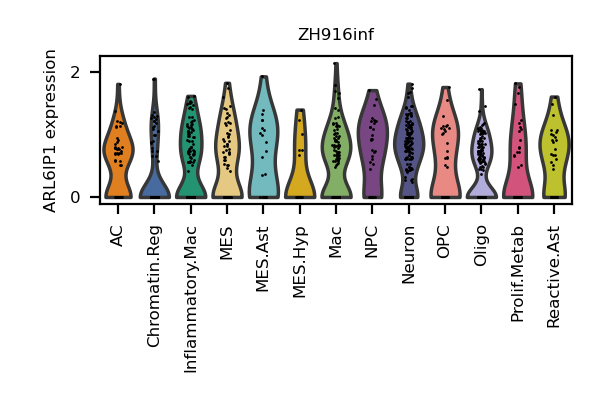 ZH916inf
ARL6IP1 expression
2
0
AC
Chromatin.Reg
Inflammatory.Mac
MES
MES.Ast
MES.Hyp
Mac
NPC
Neuron
OPC
Oligo
Prolif.Metab
Reactive.Ast